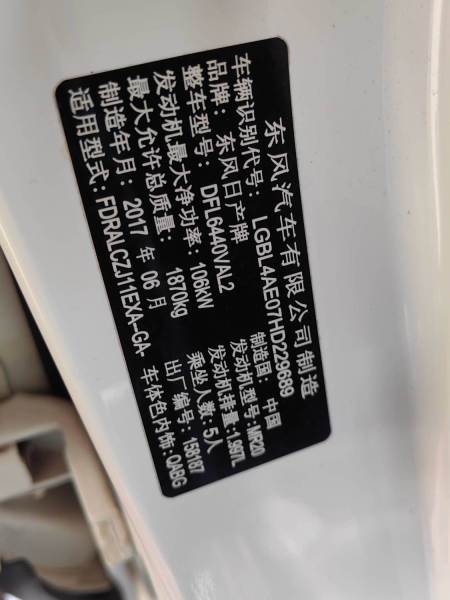 东风汽车有限公司制造
车辆识别代号: LGBL4AE07HD229689
品牌: 东风日产牌 制造国: 中国
整车型号: DFL6440VAL2 发动机型号: MR20
发动机最大净功率: 106kW 发动机排量: 1.997L
最大允许总质量: 1870kg 乘坐人数: 5人
制造年月: 2017 年 06 月 出厂编号: 158187
适用型式: FDRALCZJ11EXA-GA- 车体色内饰: QABG